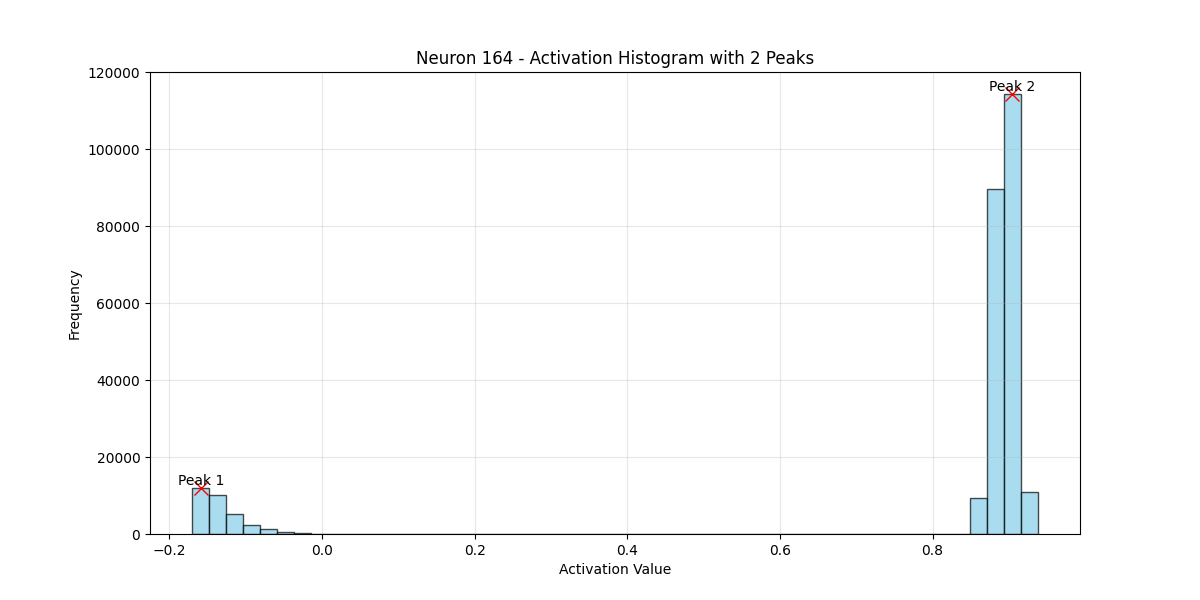 Neuron 164 - Activation Histogram with 2 Peaks
120000
100000
80000
60000
40000
20000
0
Frequency
Peak 1
Peak 2
−0.2 0.0 0.2 0.4 0.6 0.8
Activation Value